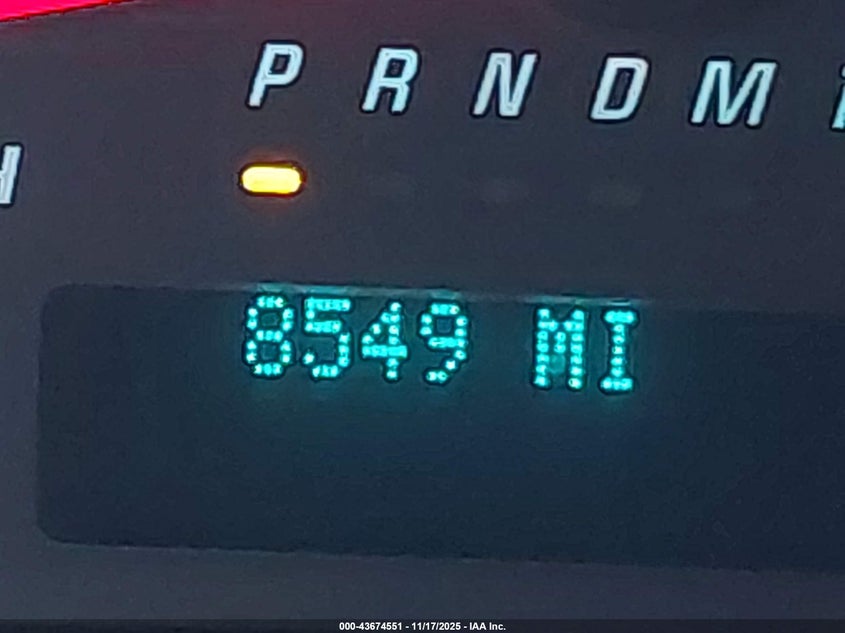 P R N D M
H
8549 MI
000-43674551 - 11/17/2025 - IAA Inc.